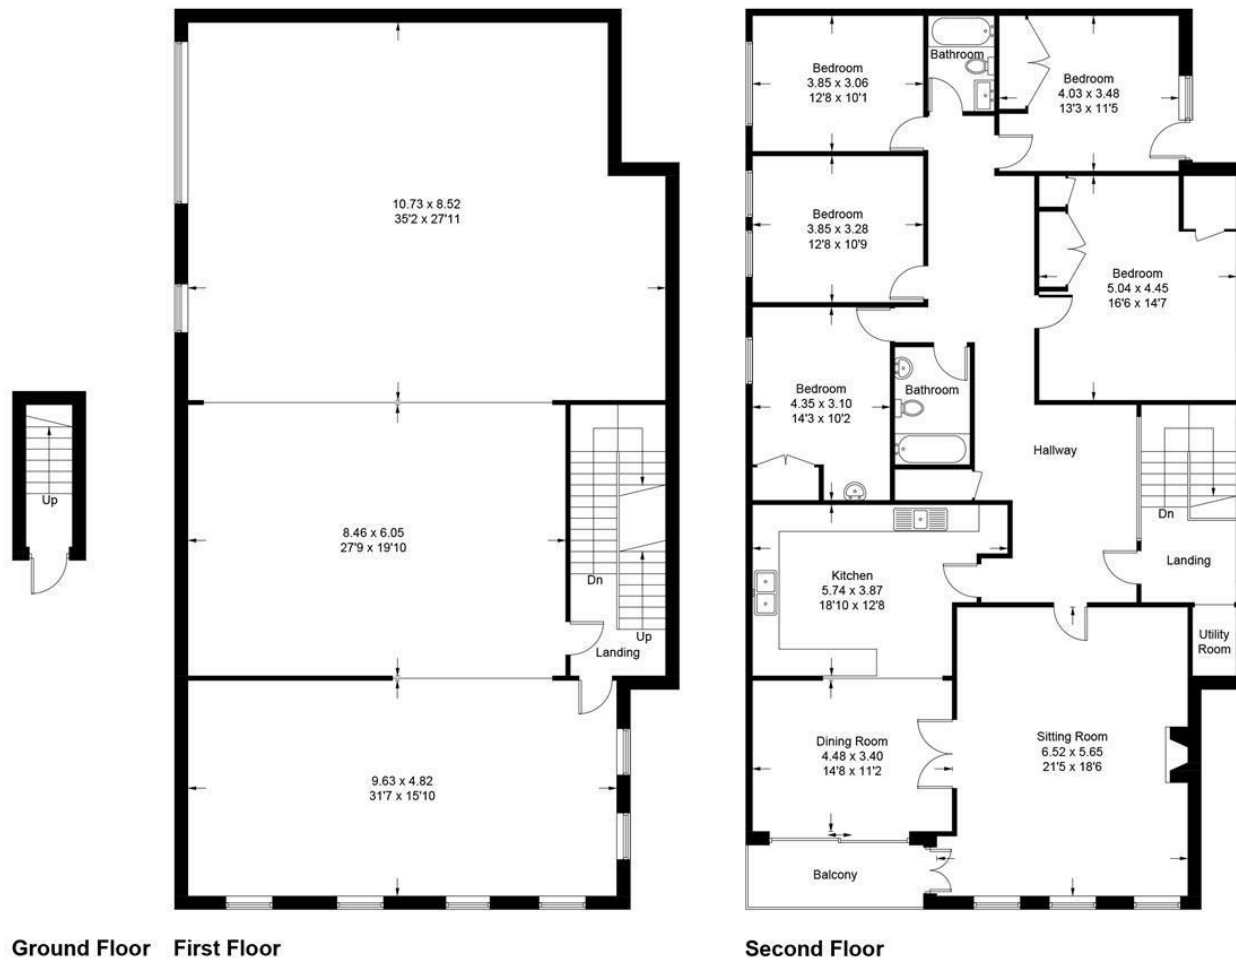 Up
10.73 x 8.52
35'2 x 27'11
8.46 x 6.05
27'9 x 19'10
Dn
Up
Landing
9.63 x 4.82
31'7 x 15'10
Bedroom
3.85 x 3.06
12'8 x 10'1
Bathroom
Bedroom
4.03 x 3.48
13'3 x 11'5
Bedroom
3.85 x 3.28
12'8 x 10'9
Bedroom
5.04 x 4.45
16'6 x 14'7
Bedroom
4.35 x 3.10
14'3 x 10'2
Bathroom
Hallway
Dn
Landing
Kitchen
5.74 x 3.87
18'10 x 12'8
Utility
Room
Dining Room
4.48 x 3.40
14'8 x 11'2
Sitting Room
6.52 x 5.65
21'5 x 18'6
Balcony
Ground Floor
First Floor
Second Floor